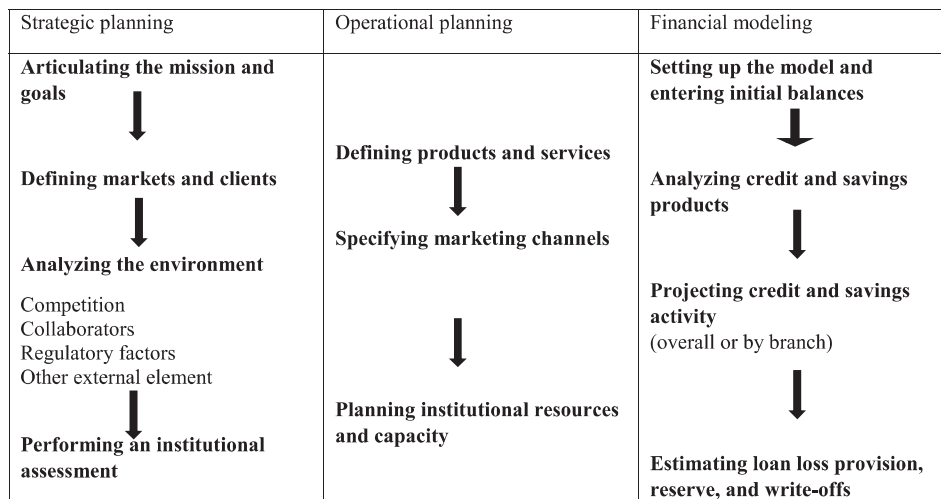 Strategic planning
Operational planning
Financial modeling
Articulating the mission and
goals
Defining markets and clients
Analyzing the environment
Competition
Collaborators
Regulatory factors
Other external element
Performing an institutional
assessment
Defining products and services
Specifying marketing channels
Planning institutional resources
and capacity
Setting up the model and
entering initial balances
Analyzing credit and savings
products
Projecting credit and savings
activity
(overall or by branch)
Estimating loan loss provision,
reserve, and write-offs